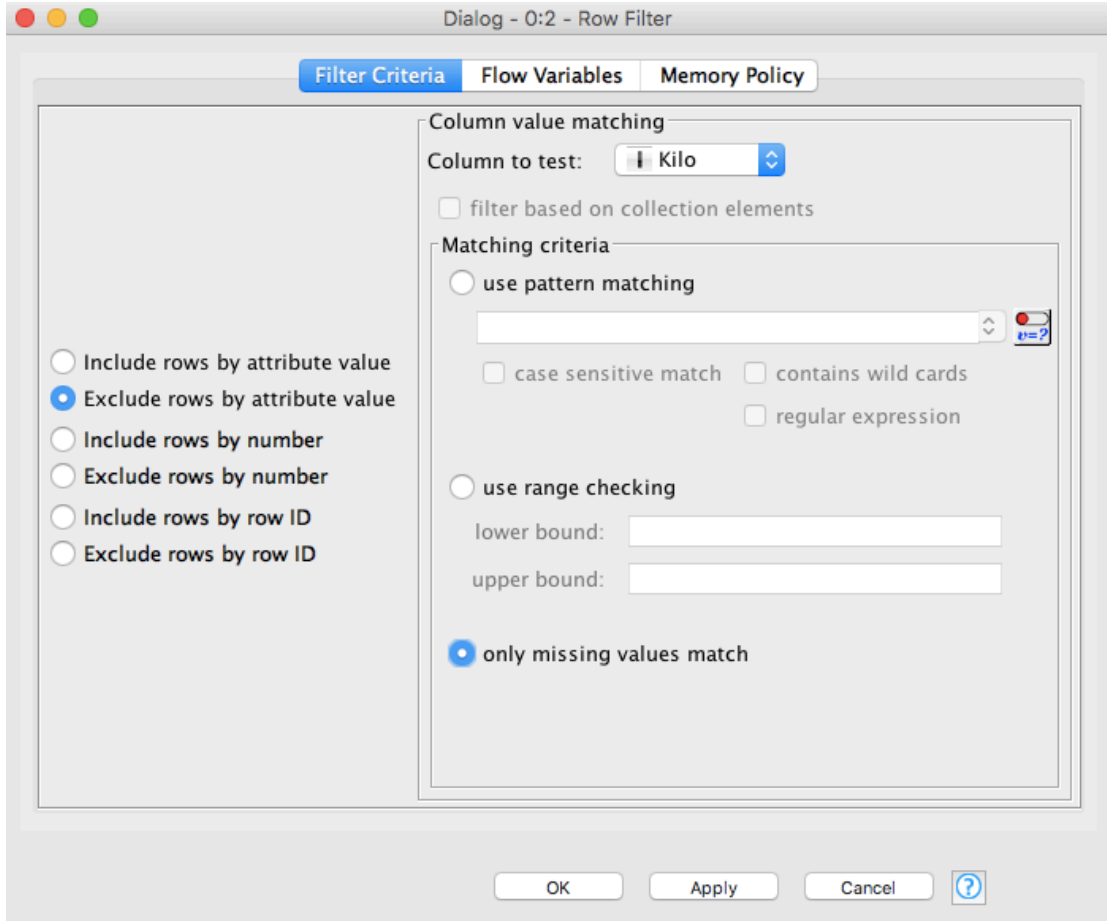 Dialog - 0:2 - Row Filter
Filter Criteria Flow Variables Memory Policy
Include rows by attribute value
Exclude rows by attribute value
Include rows by number
Exclude rows by number
Include rows by row ID
Exclude rows by row ID
Column value matching
Column to test: Kilo
filter based on collection elements
Matching criteria
use pattern matching
v=?
case sensitive match contains wild cards
regular expression
use range checking
lower bound:
upper bound:
only missing values match
OK Apply Cancel ?